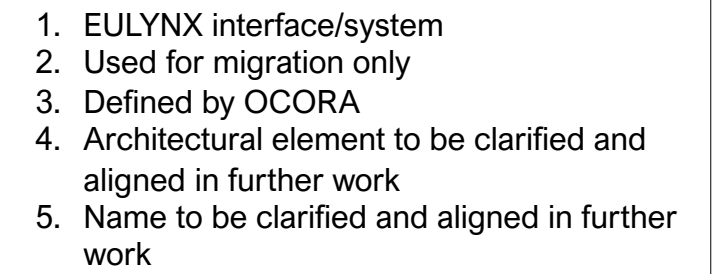 1. EULYNX interface/system
2. Used for migration only
3. Defined by OCORA
4. Architectural element to be clarified and
aligned in further work
5. Name to be clarified and aligned in further
work